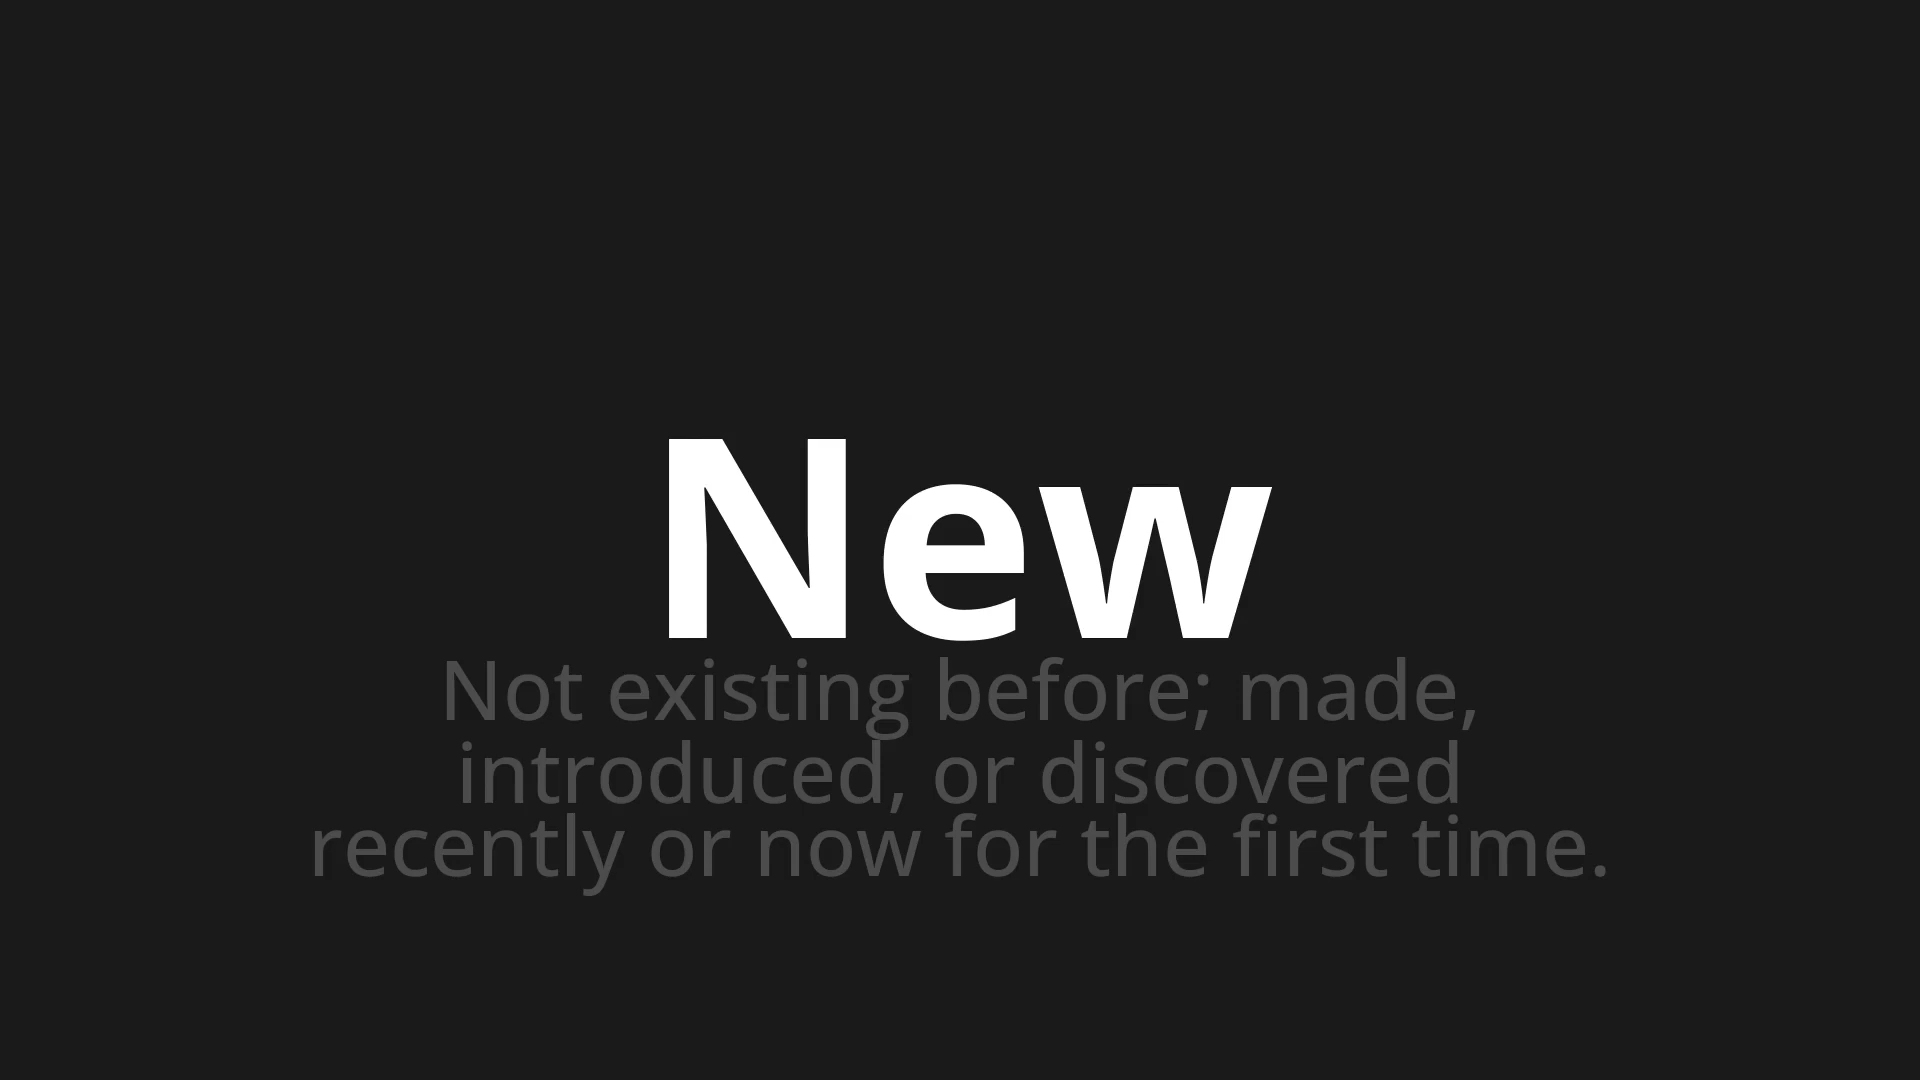 New
Not existing before; made,
introduced, or discovered
recently or now for the first time.